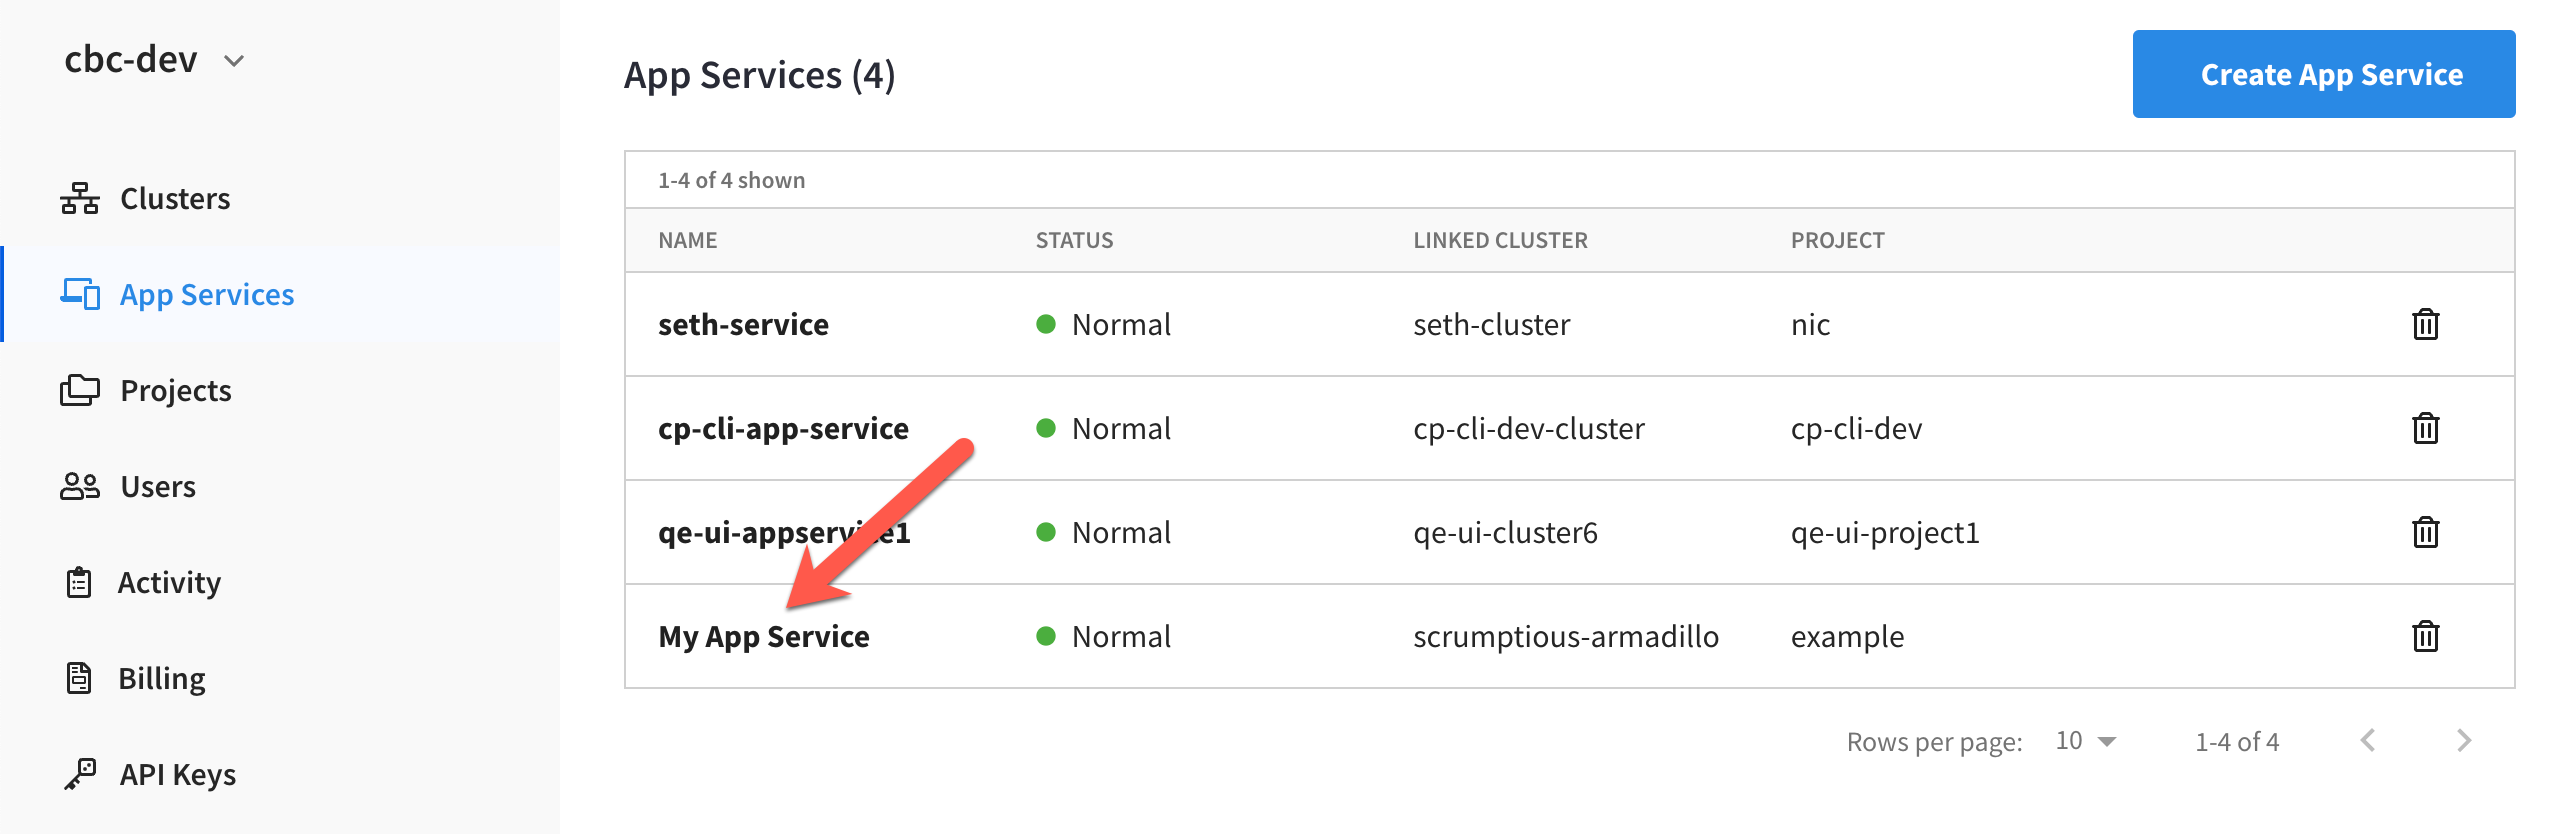 cbc-dev
Clusters
App Services
Projects
Users
Activity
Billing
API Keys
App Services (4)
Create App Service
1-4 of 4 shown
NAME STATUS LINKED CLUSTER PROJECT
seth-service Normal seth-cluster nic
cp-cli-app-service Normal cp-cli-dev-cluster cp-cli-dev
qe-ui-appservice1 Normal qe-ui-cluster6 qe-ui-project1
My App Service Normal scrumptious-armadillo example
Rows per page: 10 1-4 of 4